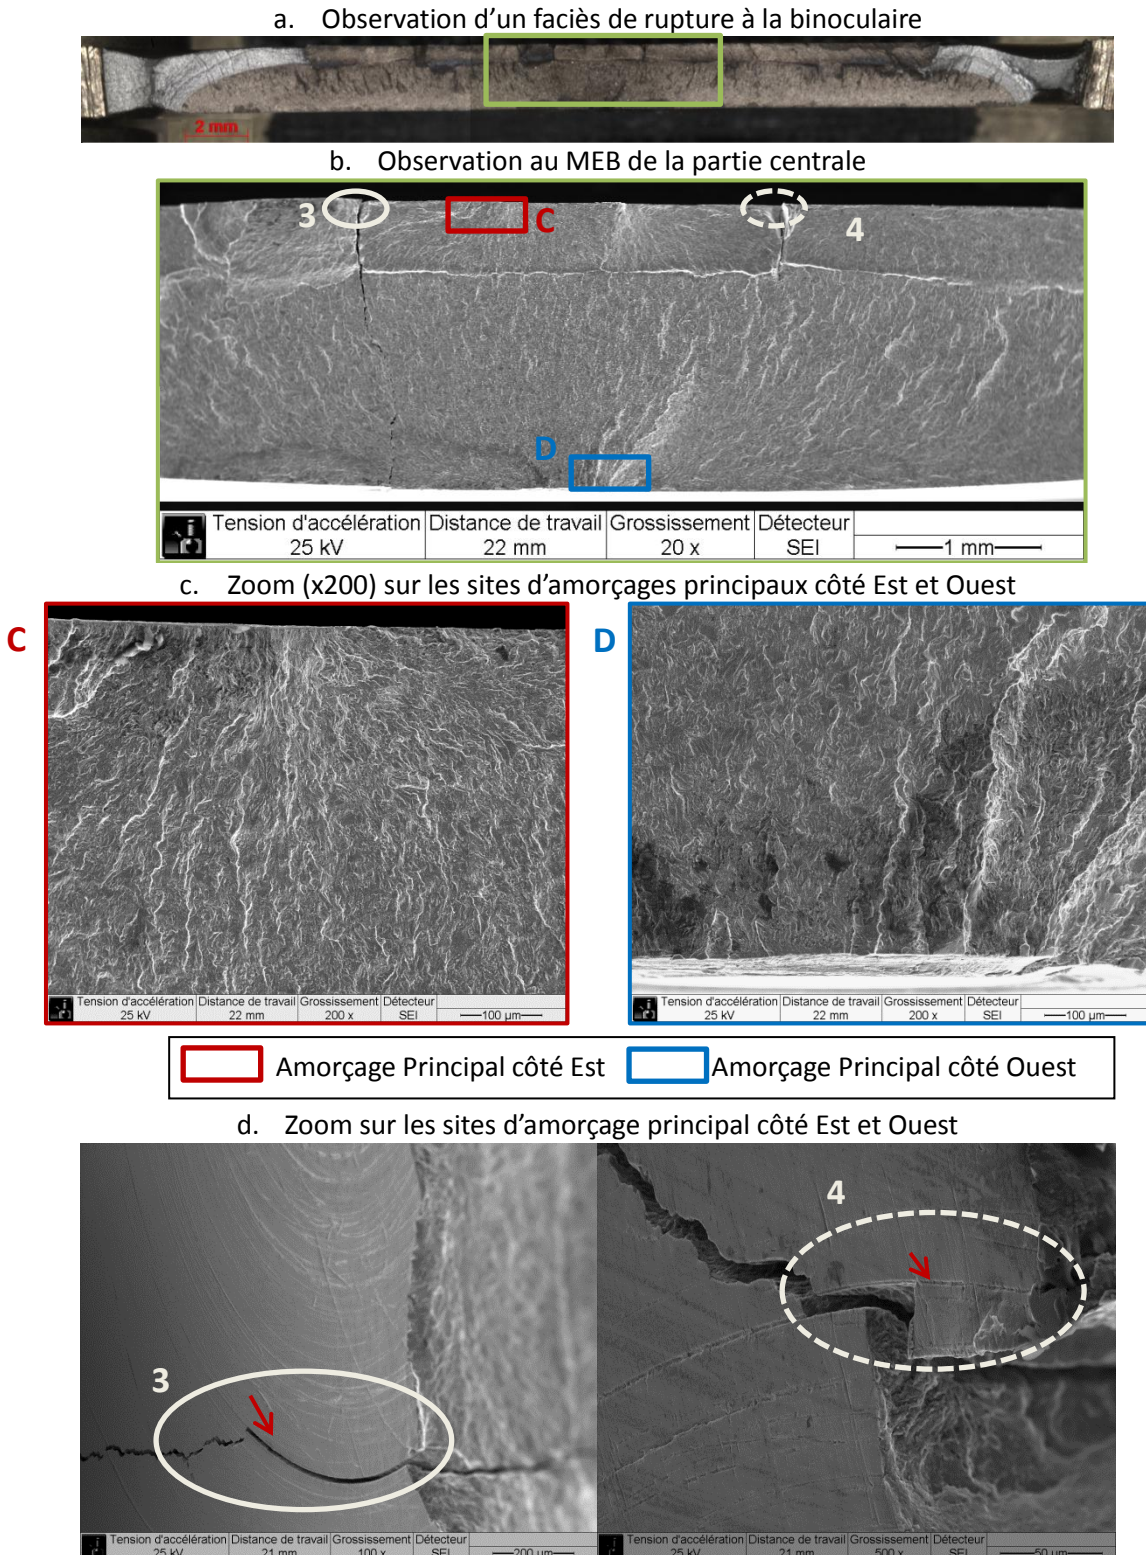 a. Observation d’un faciès de rupture à la binoculaire
2 mm
b. Observation au MEB de la partie centrale
3
C
4
D
Tension d'accélération Distance de travail Grossissement Détecteur
25 kV 22 mm 20 x SEI 1 mm
c. Zoom (x200) sur les sites d’amorçages principaux côté Est et Ouest
C
D
Tension d'accélération Distance de travail Grossissement Détecteur
25 kV 22 mm 200 x SEI 100 µm
Tension d'accélération Distance de travail Grossissement Détecteur
25 kV 22 mm 200 x SEI 100 µm
Amorçage Principal côté Est
Amorçage Principal côté Ouest
d. Zoom sur les sites d’amorçage principal côté Est et Ouest
3
4
Tension d'accélération Distance de travail Grossissement Détecteur
25 kV 21 mm 100 x SEI 200 µm
Tension d'accélération Distance de travail Grossissement Détecteur
25 kV 21 mm 500 x SEI 50 µm